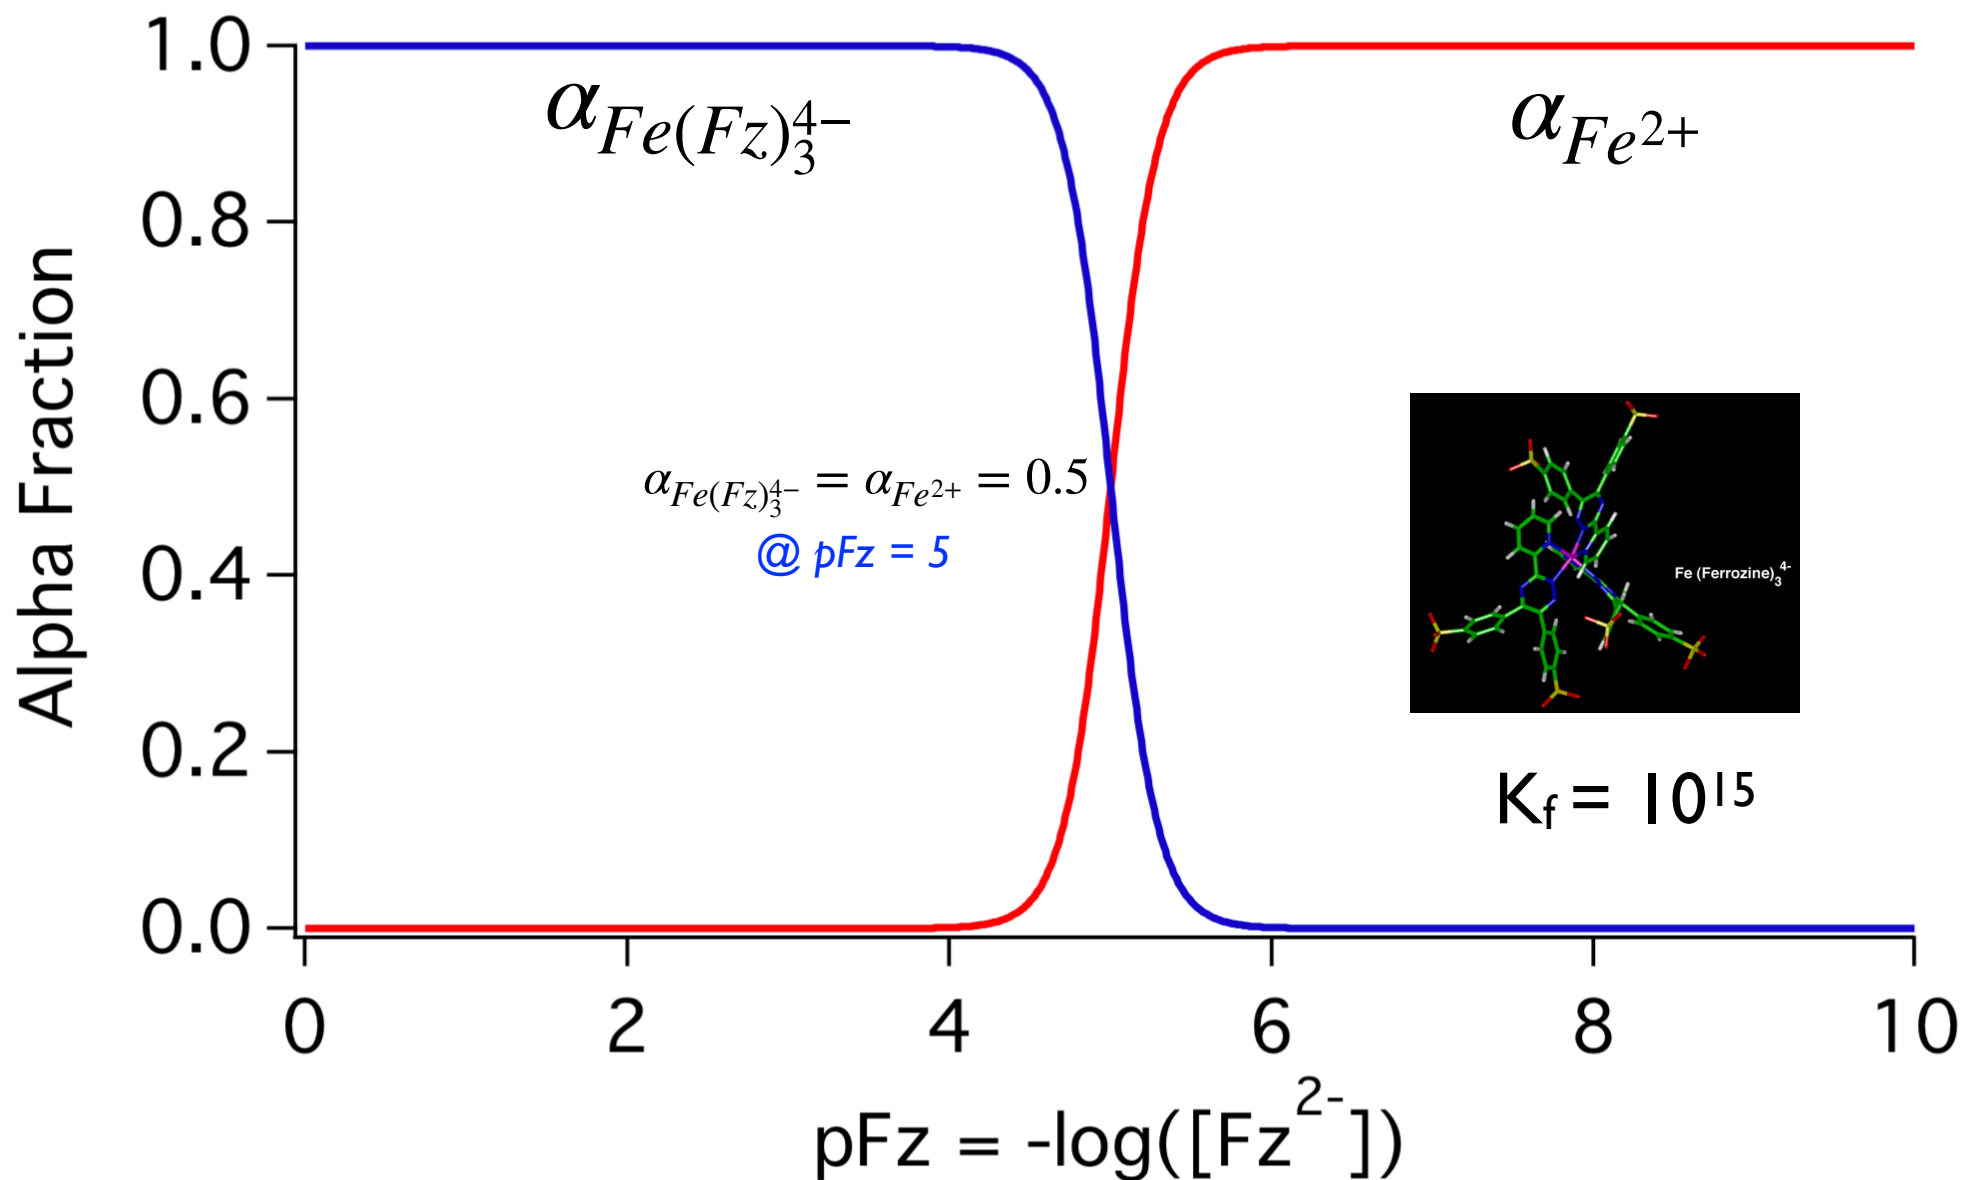 Alpha Fraction
1.0
0.8
0.6
0.4
0.2
0.0
α_{Fe(Fz)_3^{4−}}
α_{Fe^{2+}}
α_{Fe(Fz)_3^{4−}} = α_{Fe^{2+}} = 0.5
@ pFz = 5
Fe (Ferrozine)_3^{4-}
K_f = 10^{15}
0 2 4 6 8 10
pFz = -log([Fz^{2-}])